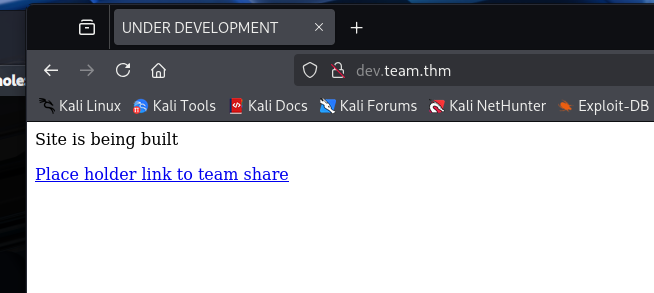 UNDER DEVELOPMENT
dev.team.thm
Kali Linux Kali Tools Kali Docs Kali Forums Kali NetHunter Exploit-DB
Site is being built
Place holder link to team share